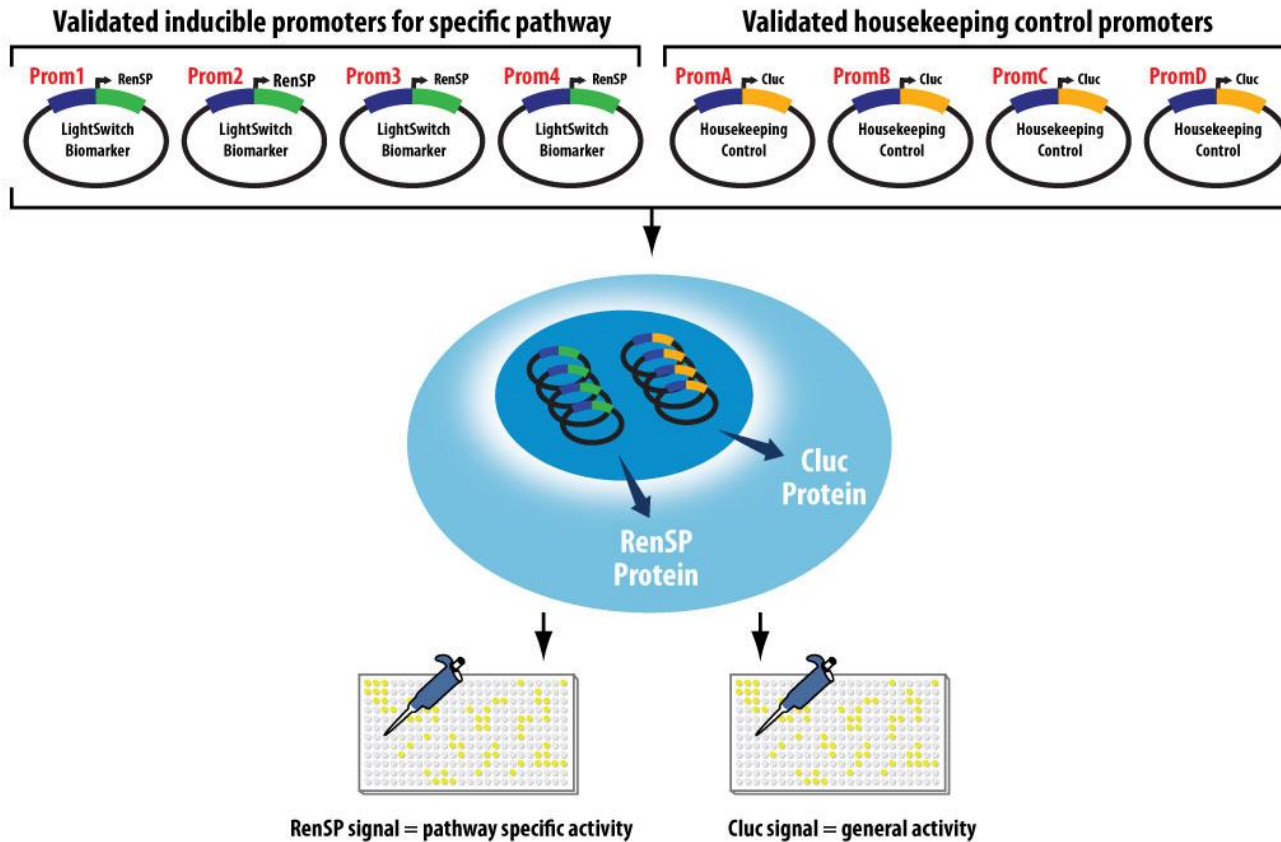 Validated inducible promoters for specific pathway
Validated housekeeping control promoters
Prom1
RenSP
LightSwitch
Biomarker
Prom2
RenSP
LightSwitch
Biomarker
Prom3
RenSP
LightSwitch
Biomarker
Prom4
RenSP
LightSwitch
Biomarker
PromA
Cluc
Housekeeping
Control
PromB
Cluc
Housekeeping
Control
PromC
Cluc
Housekeeping
Control
PromD
Cluc
Housekeeping
Control
Cluc
Protein
RenSP
Protein
RenSP signal = pathway specific activity
Cluc signal = general activity